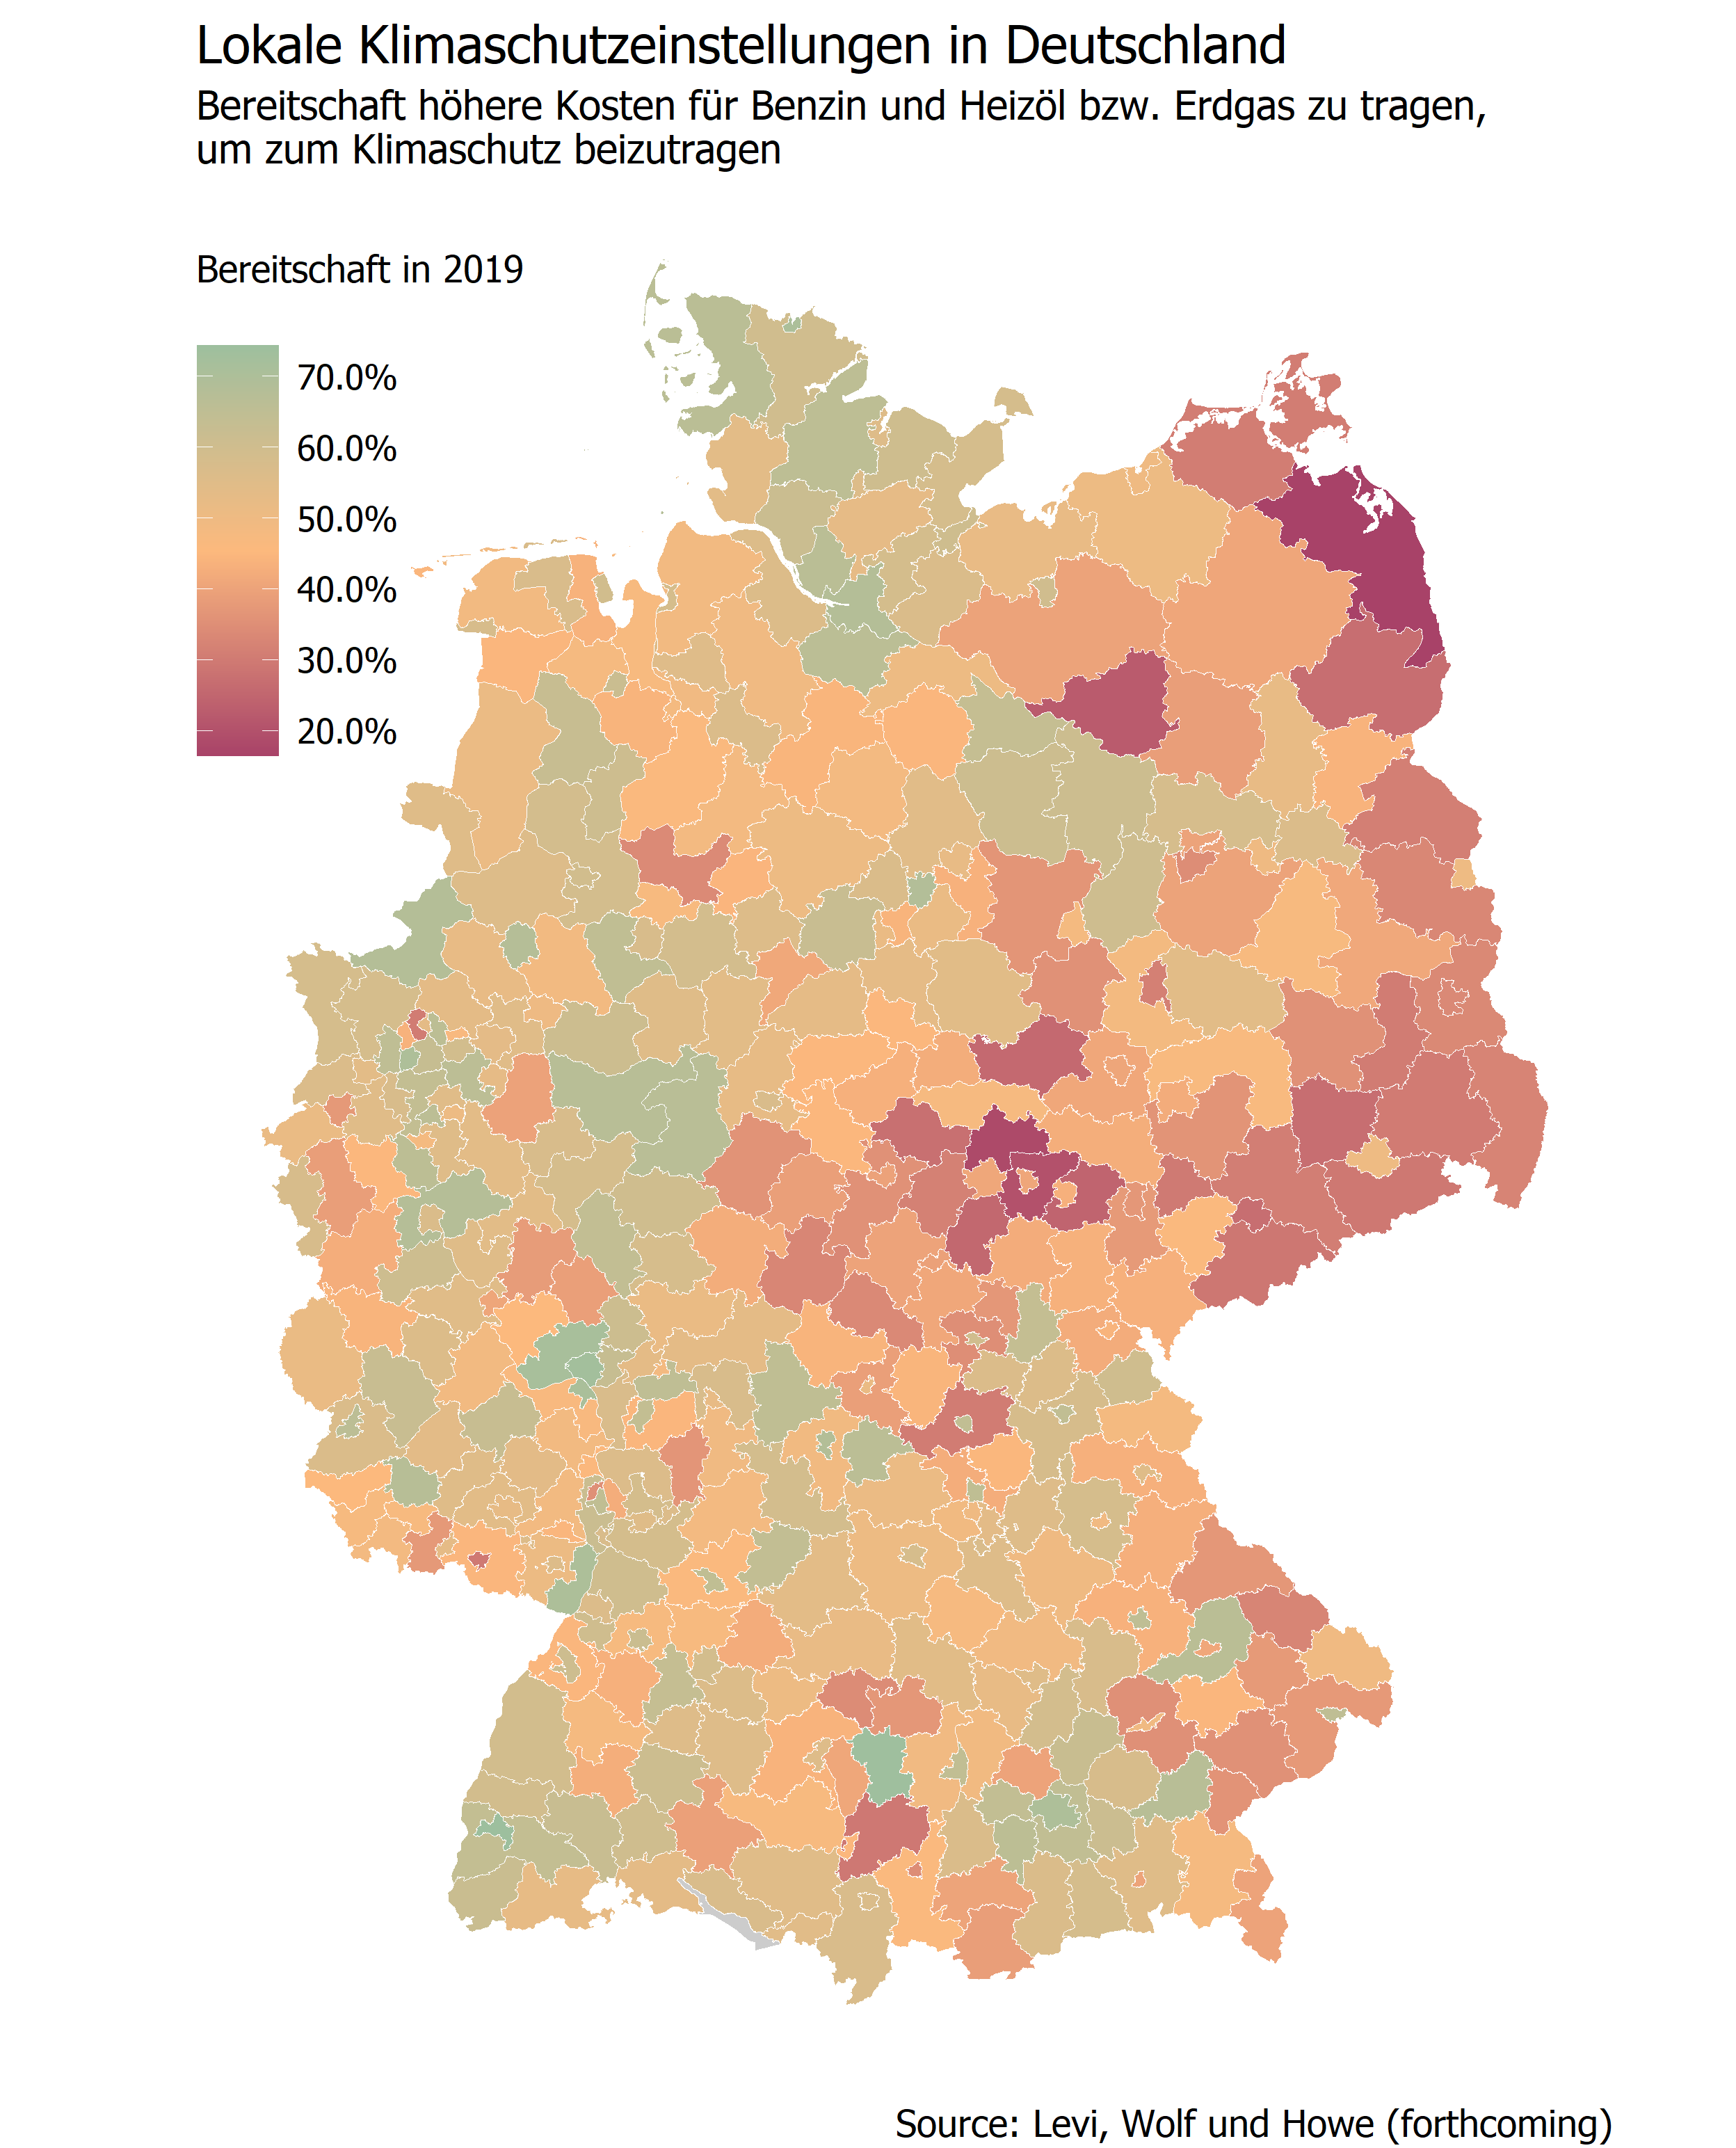 Lokale Klimaschutzeinstellungen in Deutschland
Bereitschaft höhere Kosten für Benzin und Heizöl bzw. Erdgas zu tragen,
um zum Klimaschutz beizutragen
Bereitschaft in 2019
70.0%
60.0%
50.0%
40.0%
30.0%
20.0%
Source: Levi, Wolf und Howe (forthcoming)